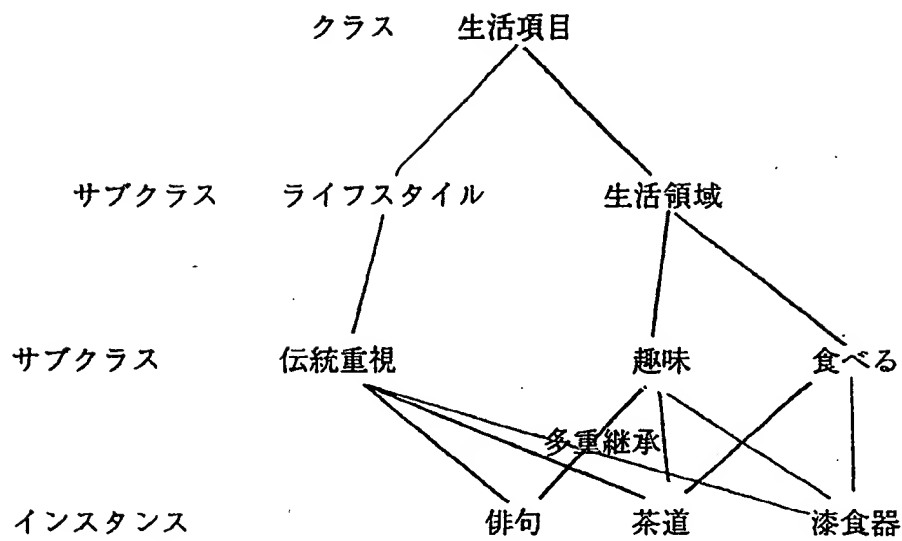 クラス 生活項目
サブクラス ライフスタイル 生活領域
サブクラス 伝統重視 趣味 食べる
多重継承
インスタンス 俳句 茶道 漆食器